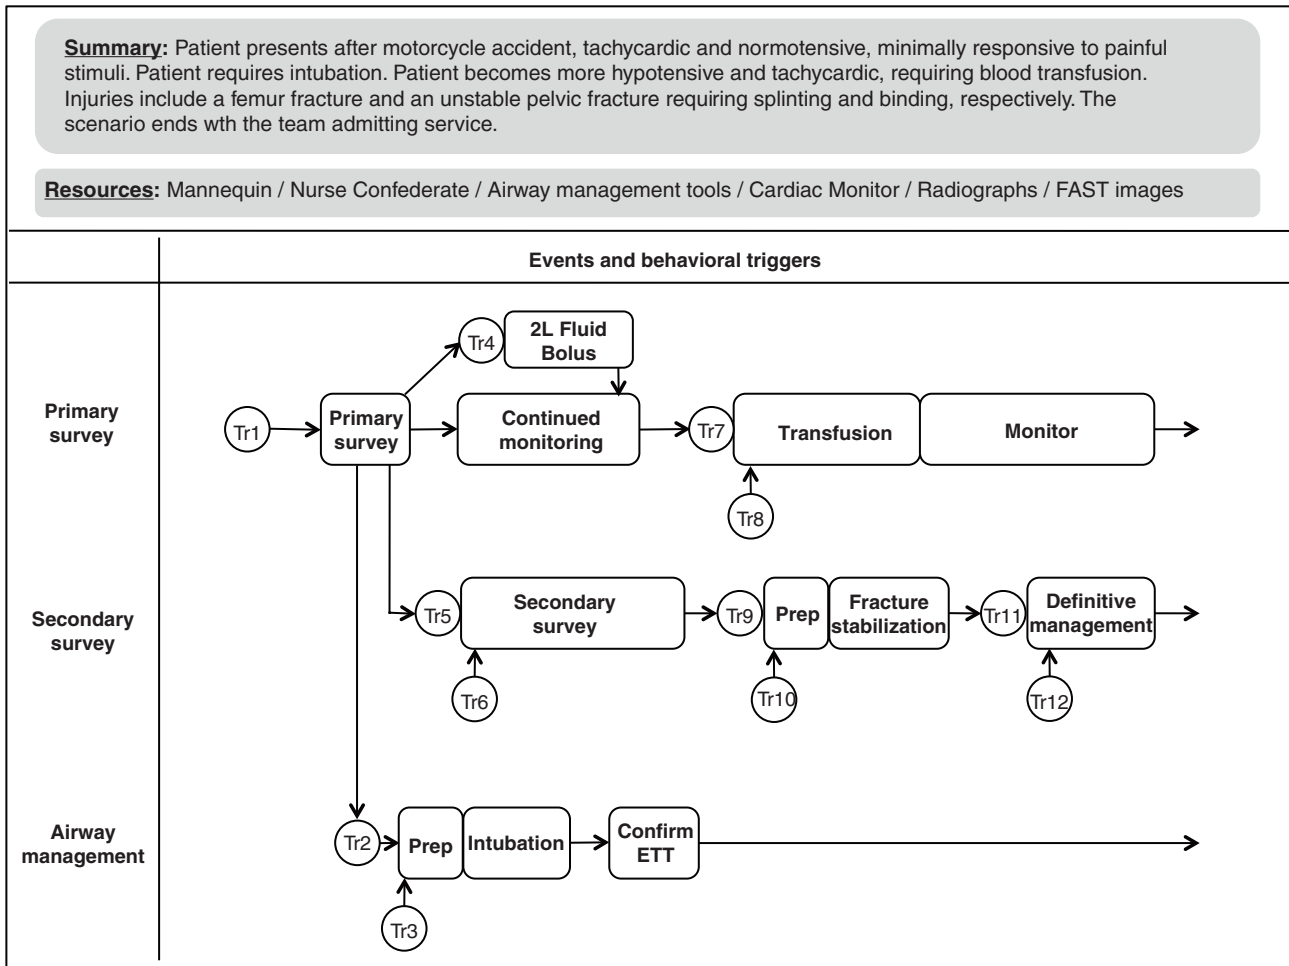 Summary: Patient presents after motorcycle accident, tachycardic and normotensive, minimally responsive to painful
stimuli. Patient requires intubation. Patient becomes more hypotensive and tachycardic, requiring blood transfusion.
Injuries include a femur fracture and an unstable pelvic fracture requiring splinting and binding, respectively. The
scenario ends wth the team admitting service.
Resources: Mannequin / Nurse Confederate / Airway management tools / Cardiac Monitor / Radiographs / FAST images
Events and behavioral triggers
Primary
survey
Tr1
Primary
survey
Tr4
2L Fluid
Bolus
Continued
monitoring
Tr7
Transfusion
Monitor
Tr8
Secondary
survey
Tr5
Secondary
survey
Tr6
Tr9
Prep
Fracture
stabilization
Tr10
Tr11
Definitive
management
Tr12
Airway
management
Tr2
Prep
Intubation
Confirm
ETT
Tr3